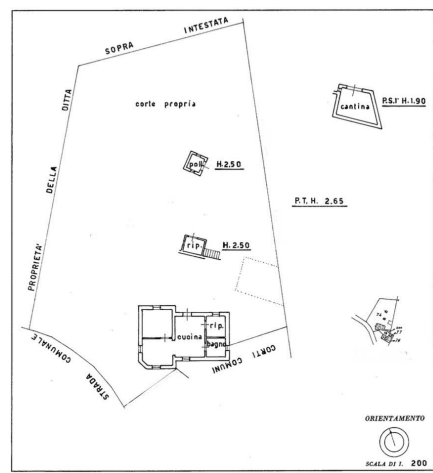 SOPRA INTESTATA
DITTA
DELLA
PROPRIETA'
corte propria
cantina
P.S.I° H.1.90
poll.
H.2.50
P.T. H. 2.65
rip.
H. 2.50
cucina
rip.
bagno
CORTI COMUNI
STRADA COMUNALE
ORIENTAMENTO
SCALA DI 1. 200